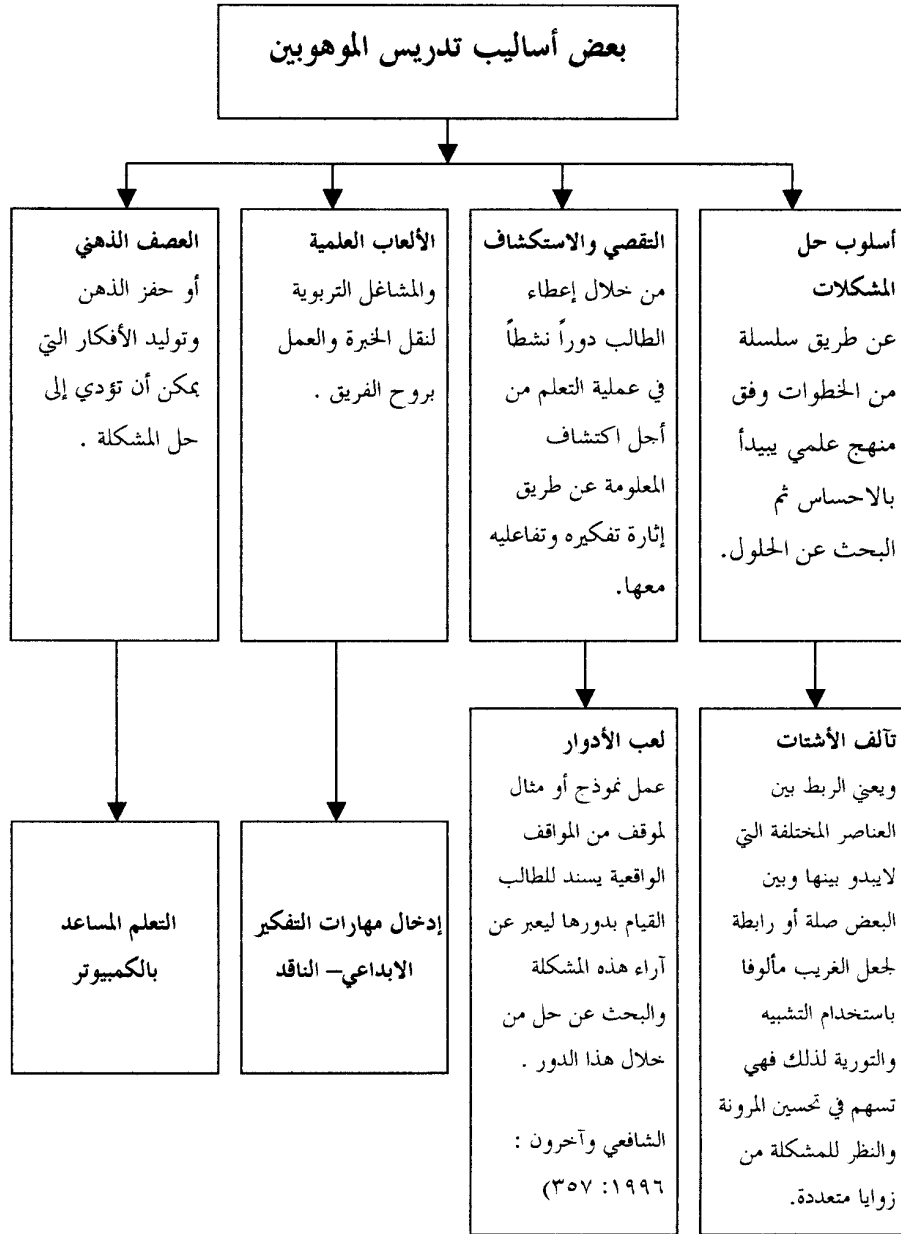 بعض أساليب تدريس الموهوبين
أسلوب حل
المشكلات
عن طريق سلسلة
من الخطوات وفق
منهج علمي يبيدأ
بالاحساس ثم
البحث عن الحلول.
التقصي والاستكشاف
من خلال إعطاء
الطالب دوراً نشطاً
في عملية التعلم من
أجل اكتشاف
المعلومة عن طريق
إثارة تفكيره وتفاعليه
معها.
الألعاب العلمية
والمشاغل التربوية
لنقل الخبرة والعمل
بروح الفريق .
العصف الذهني
أو حفز الذهن
وتوليد الأفكار التي
يمكن أن تؤدي إلى
حل المشكلة .
تآلف الأشتات
ويعني الربط بين
العناصر المختلفة التي
لايبدو بينها وبين
البعض صلة أو رابطة
لجعل الغريب مألوفا
باستخدام التشبيه
والتورية لذلك فهي
تسهم في تحسين المرونة
والنظر للمشكلة من
زوايا متعددة.
لعب الأدوار
عمل نموذج أو مثال
لموقف من المواقف
الواقعية يسند للطالب
القيام بدورها ليعبر عن
آراء هذه المشكلة
والبحث عن حل من
خلال هذا الدور .
الشافعي وآخرون :
١٩٩٦: ٣٥٧)
إدخال مهارات التفكير
الابداعي– الناقد
التعلم المساعد
بالكمبيوتر